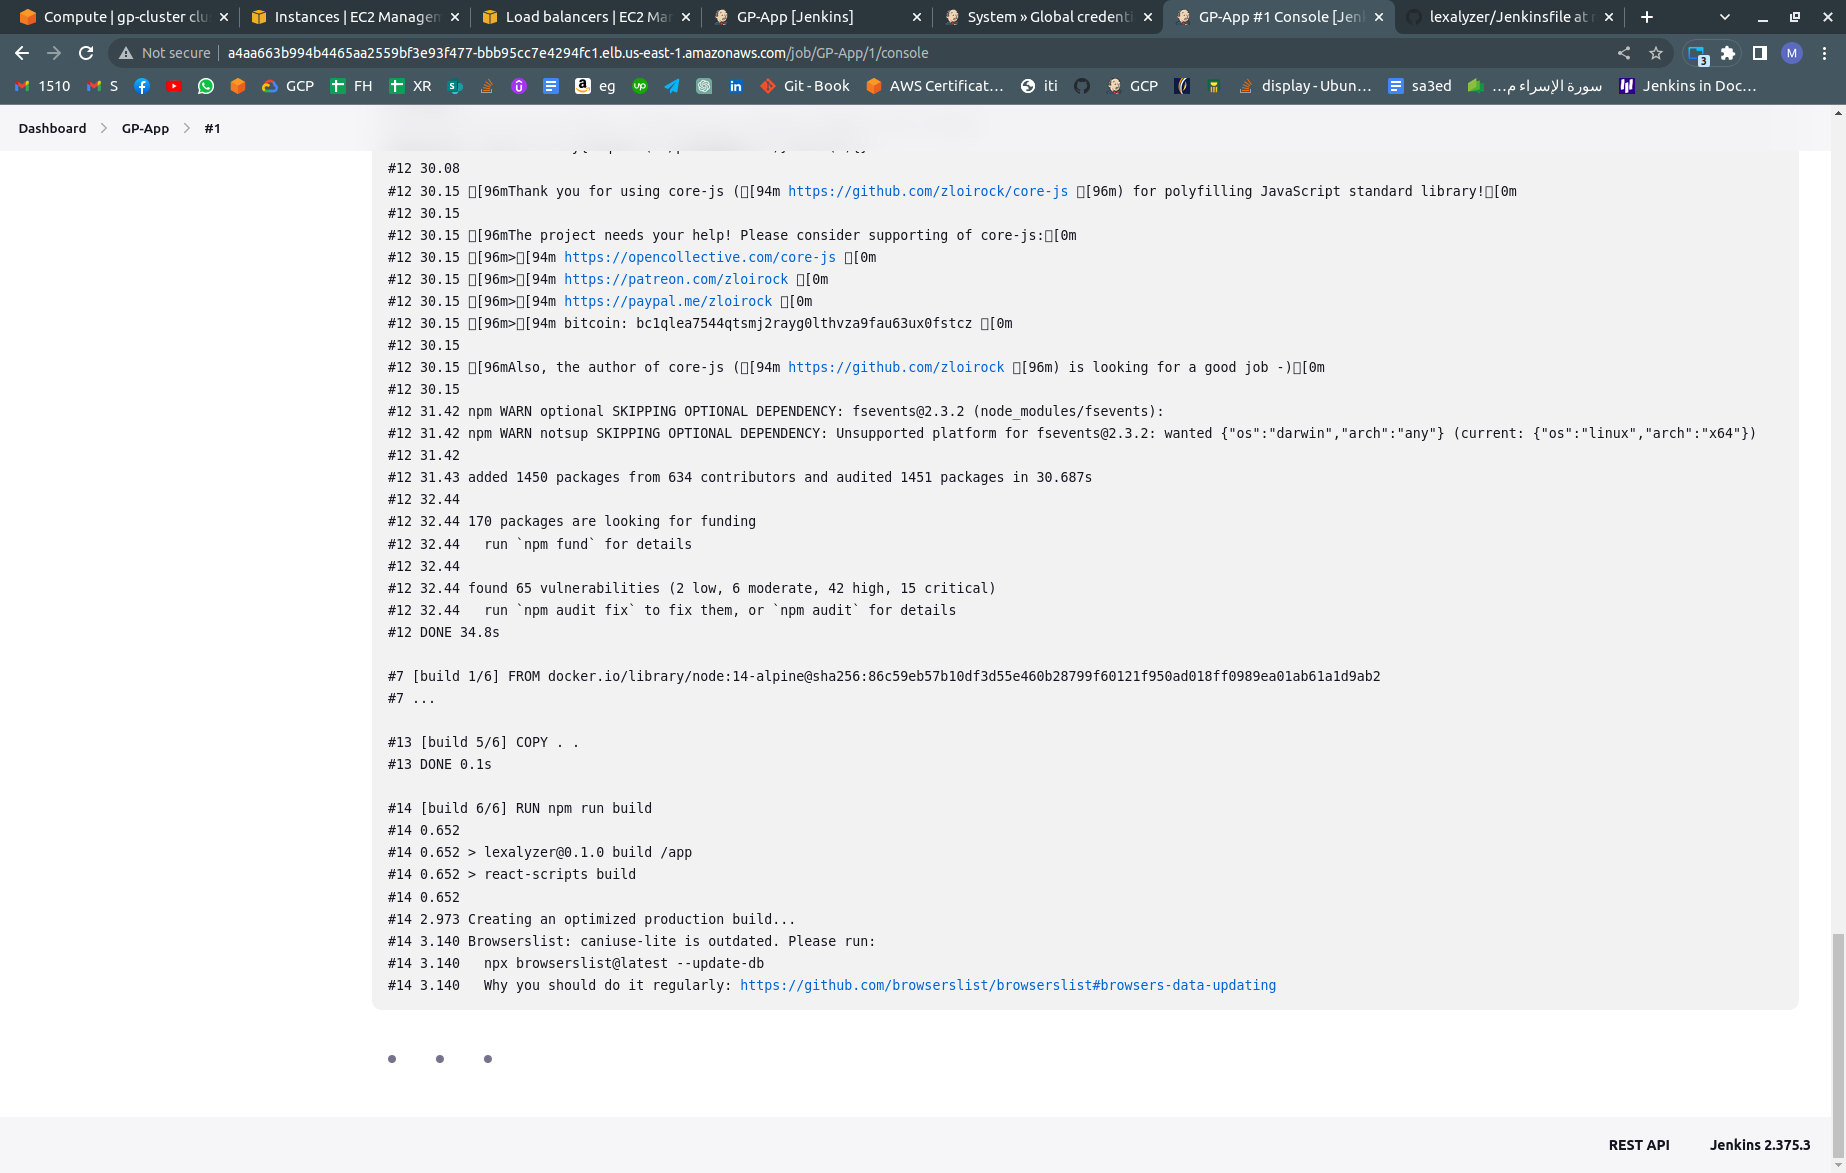 Compute | gp-cluster clu
Instances | EC2 Managem
Load balancers | EC2 Man
GP-App [Jenkins]
System » Global credenti
GP-App #1 Console [Jenk
lexalyzer/Jenkinsfile at
Not secure
a4aa663b994b4465aa2559bf3e93f477-bbb95cc7e4294fc1.elb.us-east-1.amazonaws.com/job/GP-App/1/console
3
M
1510
S
GCP
FH
XR
eg
Git - Book
AWS Certificat...
iti
GCP
display - Ubun...
sa3ed
سورة الإسراء م...
Jenkins in Doc...
Dashboard
GP-App
#1
#12 30.08
#12 30.15 [96mThank you for using core-js ([94m https://github.com/zloirock/core-js [96m) for polyfilling JavaScript standard library![0m
#12 30.15
#12 30.15 [96mThe project needs your help! Please consider supporting of core-js:[0m
#12 30.15 [96m>[94m https://opencollective.com/core-js [0m
#12 30.15 [96m>[94m https://patreon.com/zloirock [0m
#12 30.15 [96m>[94m https://paypal.me/zloirock [0m
#12 30.15 [96m>[94m bitcoin: bc1qlea7544qtsmj2rayg0lthvza9fau63ux0fstcz [0m
#12 30.15
#12 30.15 [96mAlso, the author of core-js ([94m https://github.com/zloirock [96m) is looking for a good job -)[0m
#12 30.15
#12 31.42 npm WARN optional SKIPPING OPTIONAL DEPENDENCY: fsevents@2.3.2 (node_modules/fsevents):
#12 31.42 npm WARN notsup SKIPPING OPTIONAL DEPENDENCY: Unsupported platform for fsevents@2.3.2: wanted {"os":"darwin","arch":"any"} (current: {"os":"linux","arch":"x64"})
#12 31.42
#12 31.43 added 1450 packages from 634 contributors and audited 1451 packages in 30.687s
#12 32.44
#12 32.44 170 packages are looking for funding
#12 32.44   run `npm fund` for details
#12 32.44
#12 32.44 found 65 vulnerabilities (2 low, 6 moderate, 42 high, 15 critical)
#12 32.44   run `npm audit fix` to fix them, or `npm audit` for details
#12 DONE 34.8s
#7 [build 1/6] FROM docker.io/library/node:14-alpine@sha256:86c59eb57b10df3d55e460b28799f60121f950ad018ff0989ea01ab61a1d9ab2
#7 ...
#13 [build 5/6] COPY . .
#13 DONE 0.1s
#14 [build 6/6] RUN npm run build
#14 0.652
#14 0.652 > lexalyzer@0.1.0 build /app
#14 0.652 > react-scripts build
#14 0.652
#14 2.973 Creating an optimized production build...
#14 3.140 Browserslist: caniuse-lite is outdated. Please run:
#14 3.140   npx browserslist@latest --update-db
#14 3.140   Why you should do it regularly: https://github.com/browserslist/browserslist#browsers-data-updating
REST API
Jenkins 2.375.3